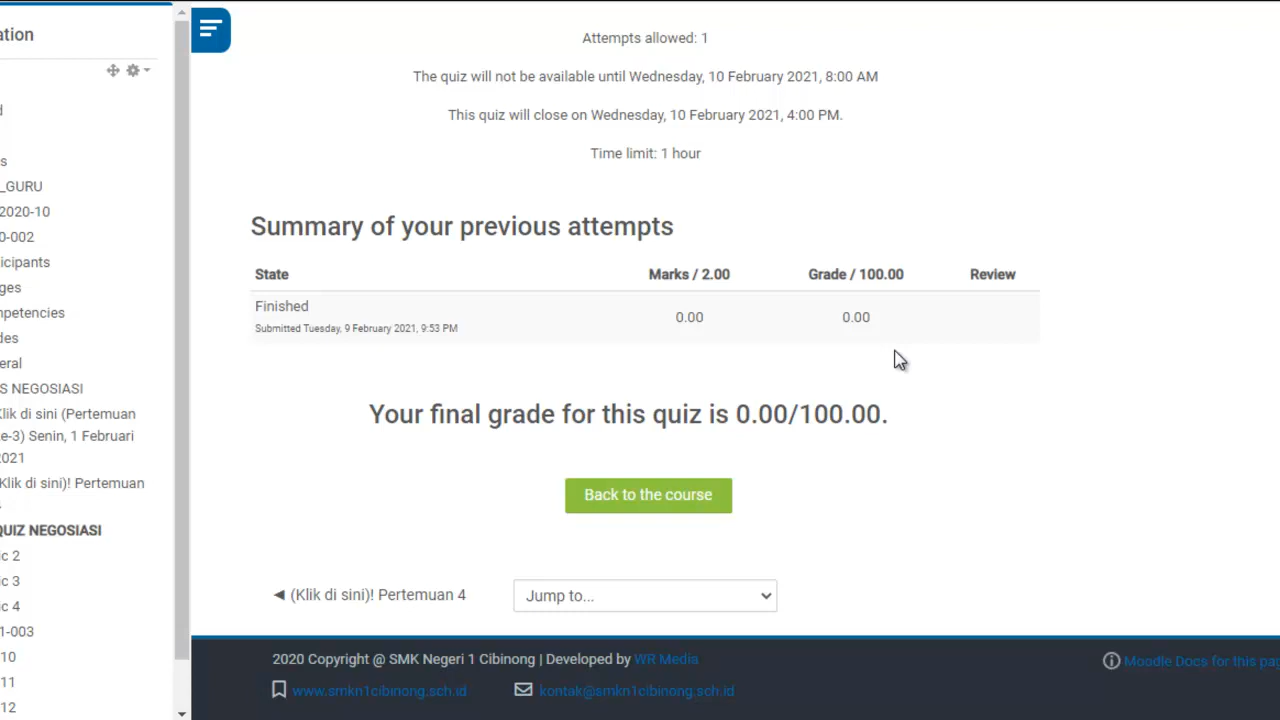 ation
d
s
_GURU
2020-10
0-002
icipants
ges
npetencies
des
eral
S NEGOSIASI
Klik di sini (Pertemuan
e-3) Senin, 1 Februari
2021
Klik di sini)! Pertemuan
QUIZ NEGOSIASI
ic 2
ic 3
ic 4
1-003
10
11
12
Attempts allowed: 1
The quiz will not be available until Wednesday, 10 February 2021, 8:00 AM
This quiz will close on Wednesday, 10 February 2021, 4:00 PM.
Time limit: 1 hour
Summary of your previous attempts
State Marks / 2.00 Grade / 100.00 Review
Finished
Submitted Tuesday, 9 February 2021, 9:53 PM
0.00 0.00
Your final grade for this quiz is 0.00/100.00.
Back to the course
◄ (Klik di sini)! Pertemuan 4
Jump to...
2020 Copyright @ SMK Negeri 1 Cibinong | Developed by WR Media
www.smkn1cibinong.sch.id
kontak@smkn1cibinong.sch.id
Moodle Docs for this pag